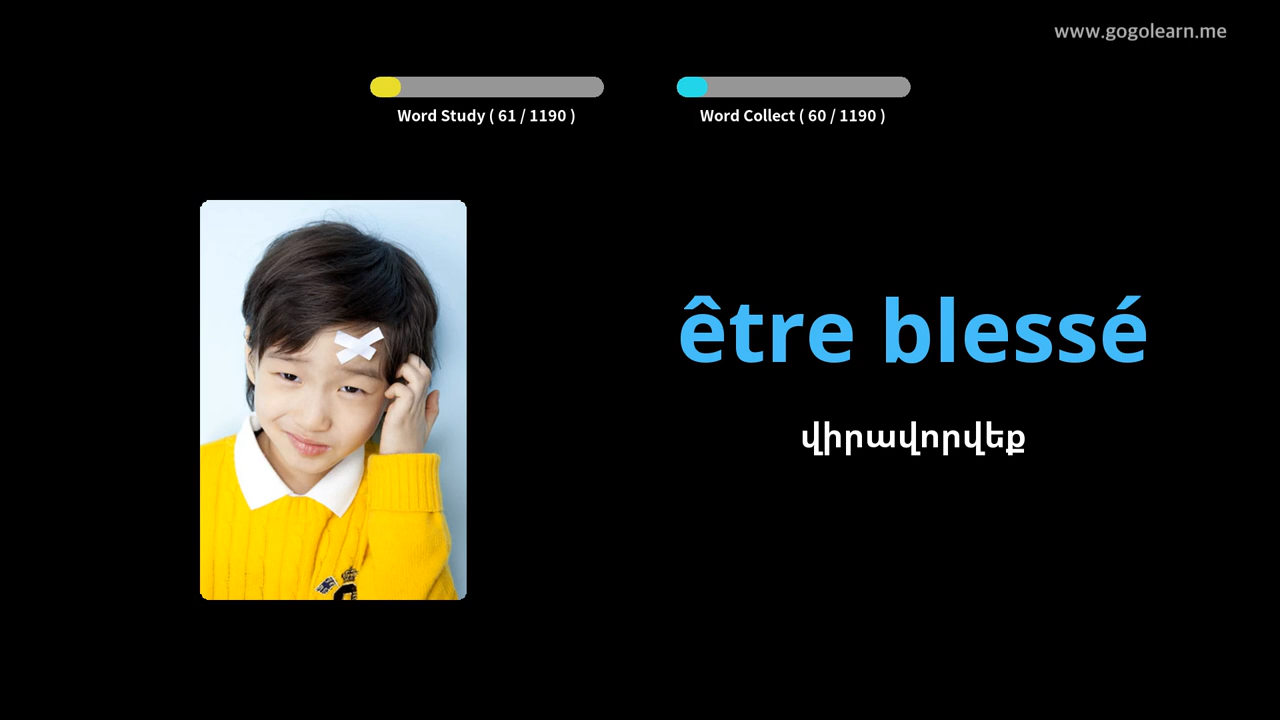 www.gogolearn.me
Word Study ( 61 / 1190 )
Word Collect ( 60 / 1190 )
être blessé
վիրավորվեք